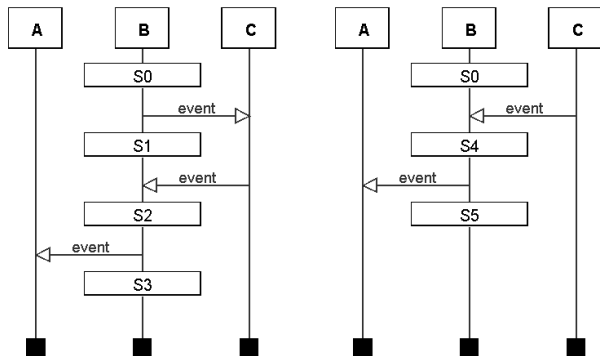 A B C A B C
S0 S0
event event
S1 S4
event event
S2 S5
event
S3